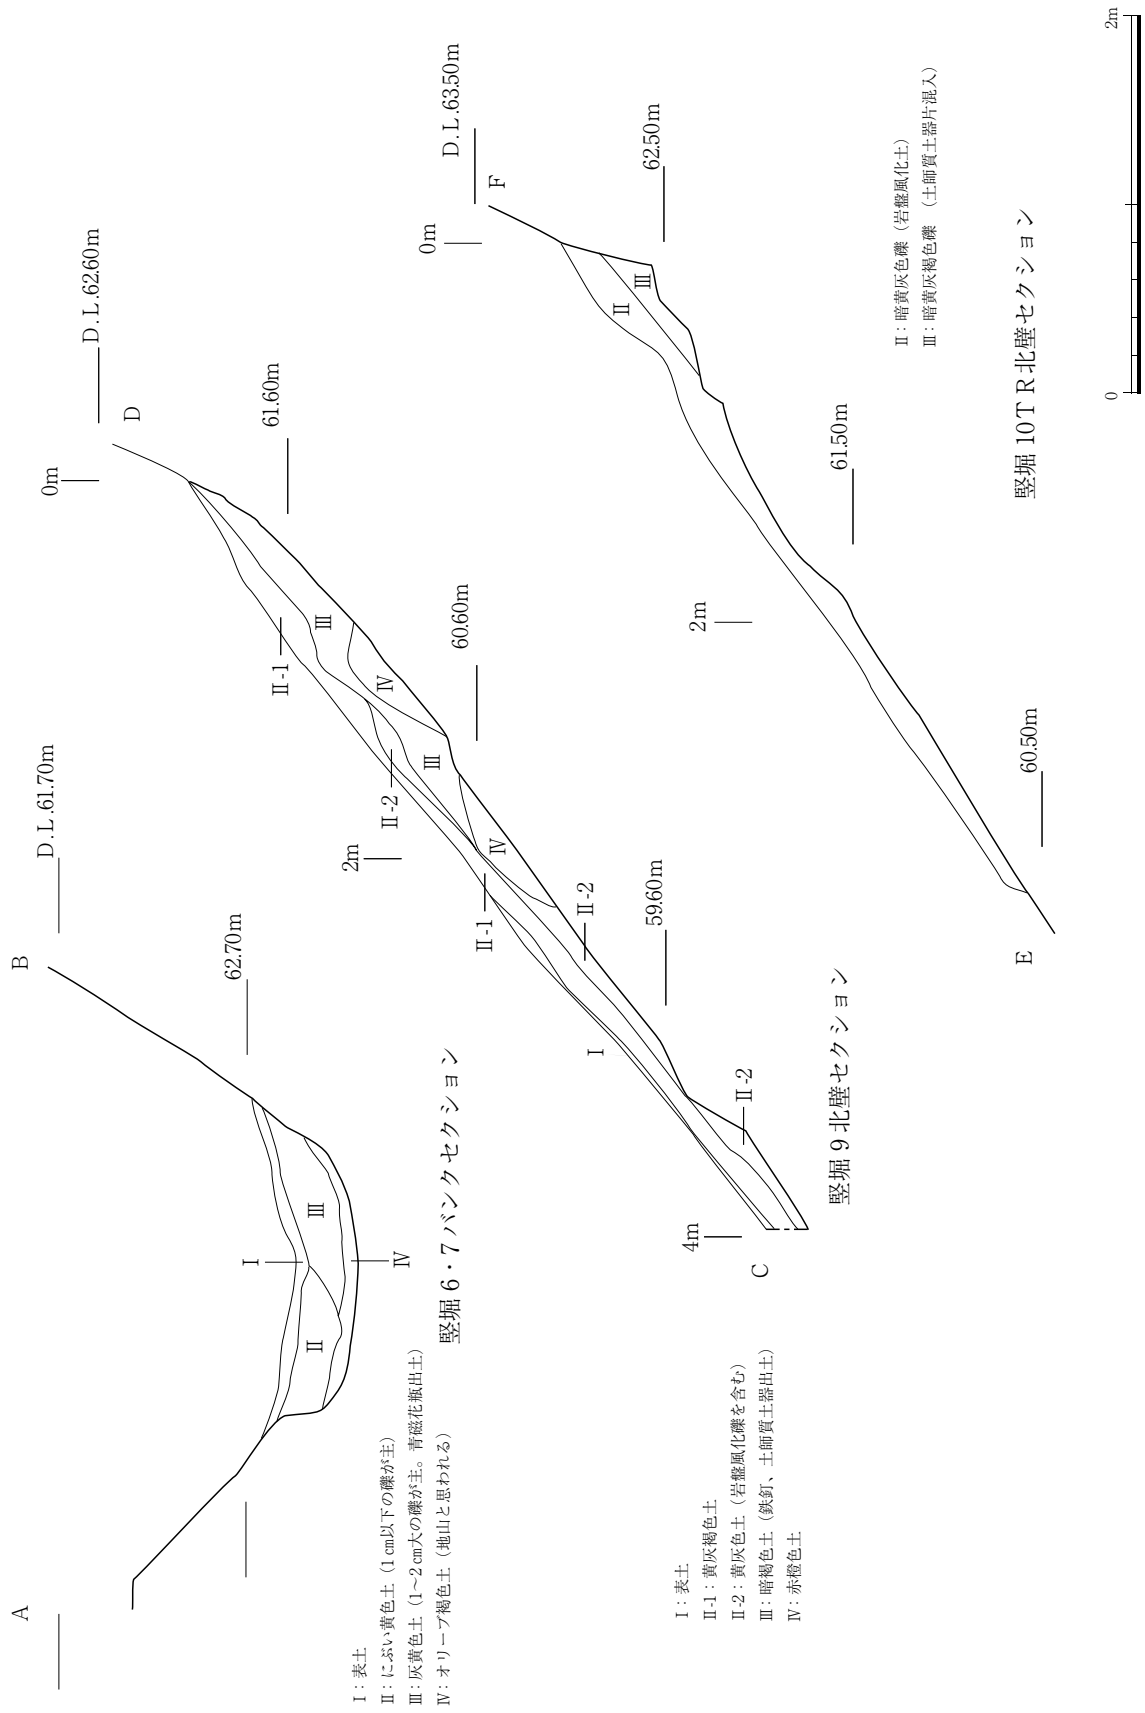 A
B
D.L.61.70m
62.70m
Ⅰ
Ⅱ
Ⅲ
Ⅳ
竪堀6・7バンクセクション
Ⅰ：表土
Ⅱ：にぶい黄色土（1㎝以下の礫が主）
Ⅲ：灰黄色土（1～2㎝大の礫が主。青磁花瓶出土）
Ⅳ：オリーブ褐色土（地山と思われる）
C
D
D.L.62.60m
61.60m
60.60m
59.60m
0m
2m
4m
Ⅰ
Ⅱ-1
Ⅱ-1
Ⅱ-2
Ⅱ-2
Ⅱ-2
Ⅲ
Ⅲ
Ⅳ
Ⅳ
竪堀9北壁セクション
Ⅰ：表土
Ⅱ-1：黄灰褐色土
Ⅱ-2：黄灰色土（岩盤風化礫を含む）
Ⅲ：暗褐色土（鉄釘、土師質土器出土）
Ⅳ：赤橙色土
E
F
D.L.63.50m
62.50m
61.50m
60.50m
0m
2m
Ⅱ
Ⅲ
Ⅱ：暗黄灰色礫（岩盤風化土）
Ⅲ：暗黄灰褐色礫（土師質土器片混入）
竪堀10TR北壁セクション
0
2m